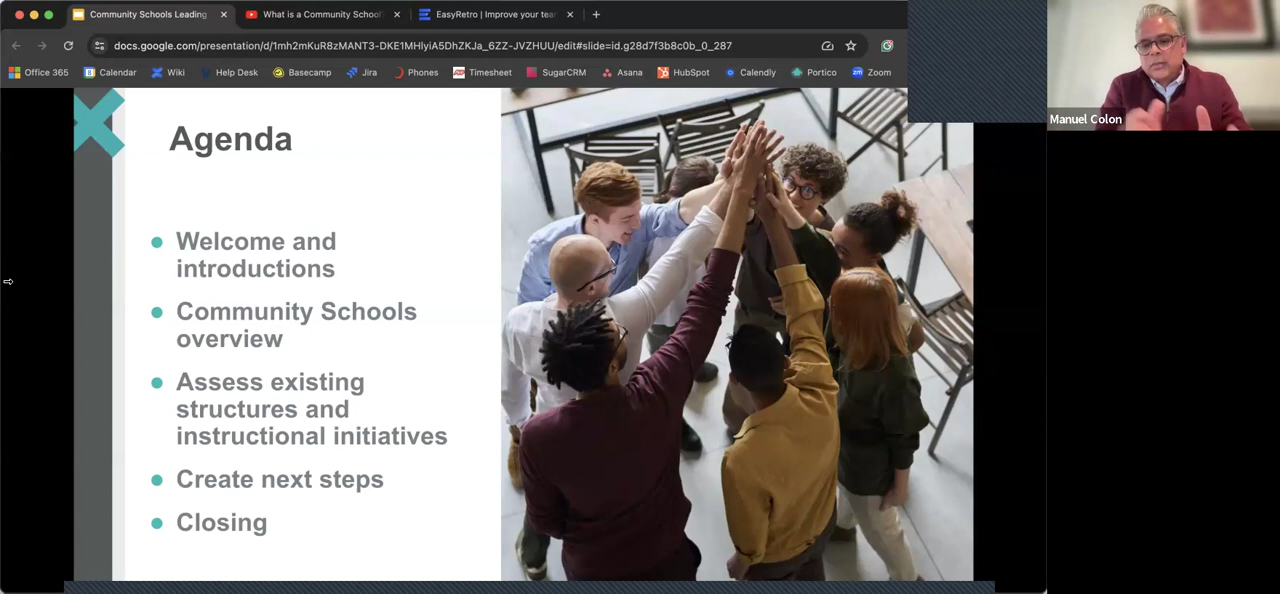 Community Schools Leading
What is a Community School
EasyRetro | Improve your tea
docs.google.com/presentation/d/1mh2mKuR8zMANT3-DKE1MHlyiA5DhZKJa_6ZZ-JVZHUU/edit#slide=id.g28d7f3b8c0b_0_287
Office 365 Calendar Wiki Help Desk Basecamp Jira Phones Timesheet SugarCRM Asana HubSpot Calendly Portico Zoom
Manuel Colon
Agenda
Welcome and
introductions
Community Schools
overview
Assess existing
structures and
instructional initiatives
Create next steps
Closing